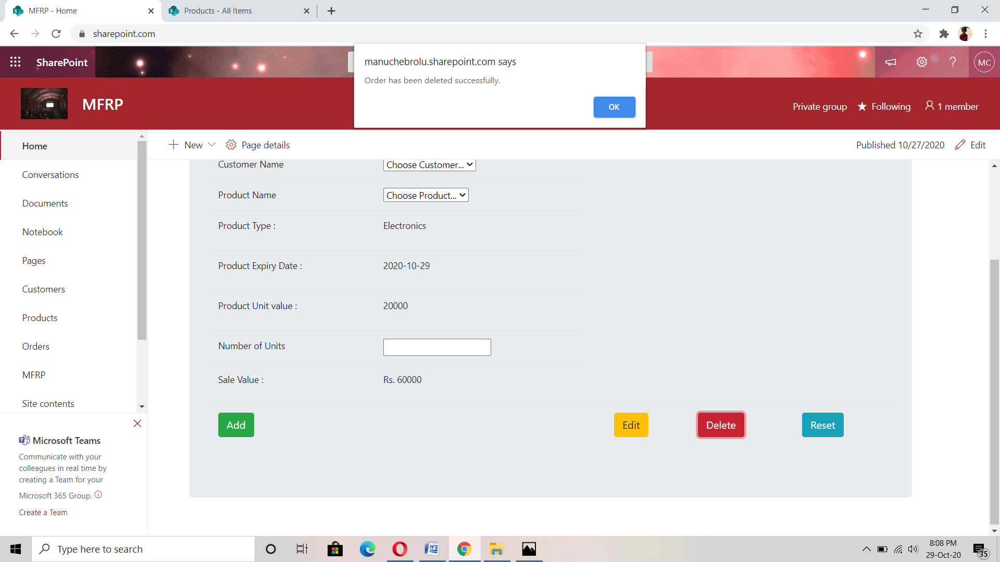 MFRP - Home
Products - All Items
sharepoint.com
SharePoint
manuchebrolu.sharepoint.com says
Order has been deleted successfully.
OK
MC
MFRP
Private group
Following
1 member
Home
Conversations
Documents
Notebook
Pages
Customers
Products
Orders
MFRP
Site contents
Microsoft Teams
Communicate with your
colleagues in real time by
creating a Team for your
Microsoft 365 Group.
Create a Team
New
Page details
Published 10/27/2020
Edit
Customer Name Choose Customer...
Product Name Choose Product...
Product Type : Electronics
Product Expiry Date : 2020-10-29
Product Unit value : 20000
Number of Units
Sale Value : Rs. 60000
Add Edit Delete Reset
Type here to search
8:08 PM
29-Oct-20
35